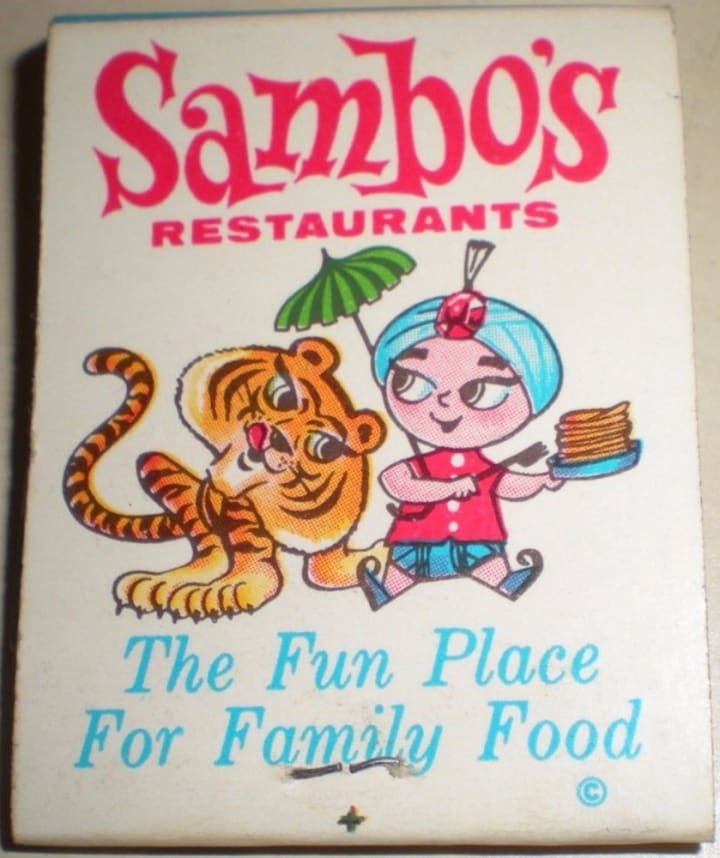 Sambo's
RESTAURANTS
The Fun Place
For Family Food
©